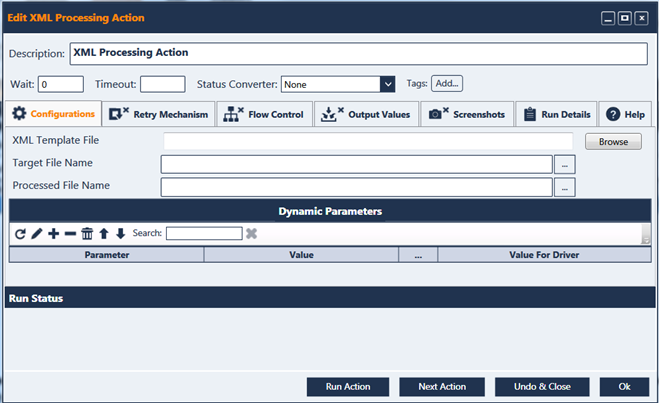 Edit XML Processing Action
Description: XML Processing Action
Wait: 0 Timeout: Status Converter: None Tags: Add...
Configurations Retry Mechanism Flow Control Output Values Screenshots Run Details Help
XML Template File Browse
Target File Name ...
Processed File Name ...
Dynamic Parameters
Search:
Parameter Value ... Value For Driver
Run Status
Run Action Next Action Undo & Close Ok